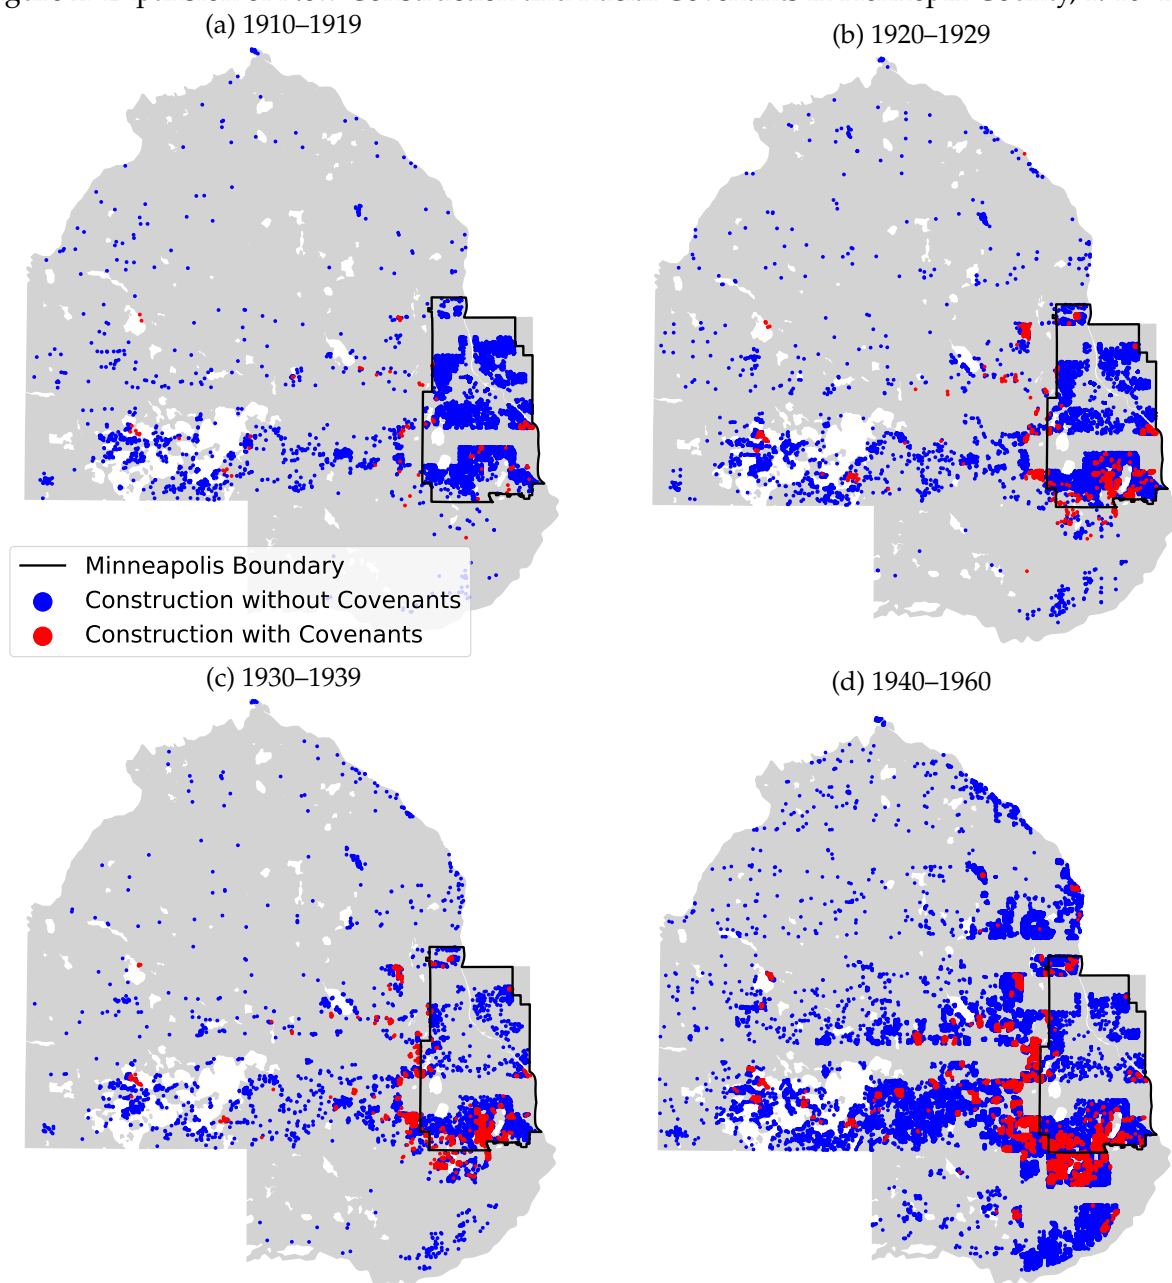 (a) 1910–1919
(b) 1920–1929
Minneapolis Boundary
Construction without Covenants
Construction with Covenants
(c) 1930–1939
(d) 1940–1960